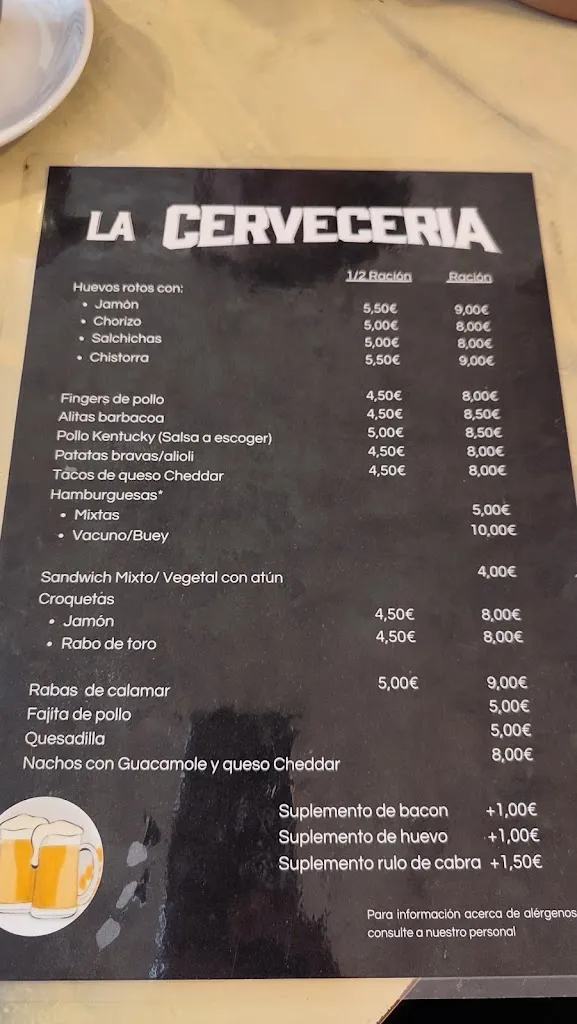 LA CERVECERIA
1/2 Ración Ración
Huevos rotos con:
• Jamón 5,50€ 9,00€
• Chorizo 5,00€ 8,00€
• Salchichas 5,00€ 8,00€
• Chistorra 5,50€ 9,00€
Fingers de pollo 4,50€ 8,00€
Alitas barbacoa 4,50€ 8,50€
Pollo Kentucky (Salsa a escoger) 5,00€ 8,50€
Patatas bravas/alioli 4,50€ 8,00€
Tacos de queso Cheddar 4,50€ 8,00€
Hamburguesas*
• Mixtas 5,00€
• Vacuno/Buey 10,00€
Sandwich Mixto/ Vegetal con atún 4,00€
Croquetas
• Jamón 4,50€ 8,00€
• Rabo de toro 4,50€ 8,00€
Rabas de calamar 5,00€ 9,00€
Fajita de pollo 5,00€
Quesadilla 5,00€
Nachos con Guacamole y queso Cheddar 8,00€
Suplemento de bacon +1,00€
Suplemento de huevo +1,00€
Suplemento rulo de cabra +1,50€
Para información acerca de alérgenos
consulte a nuestro personal